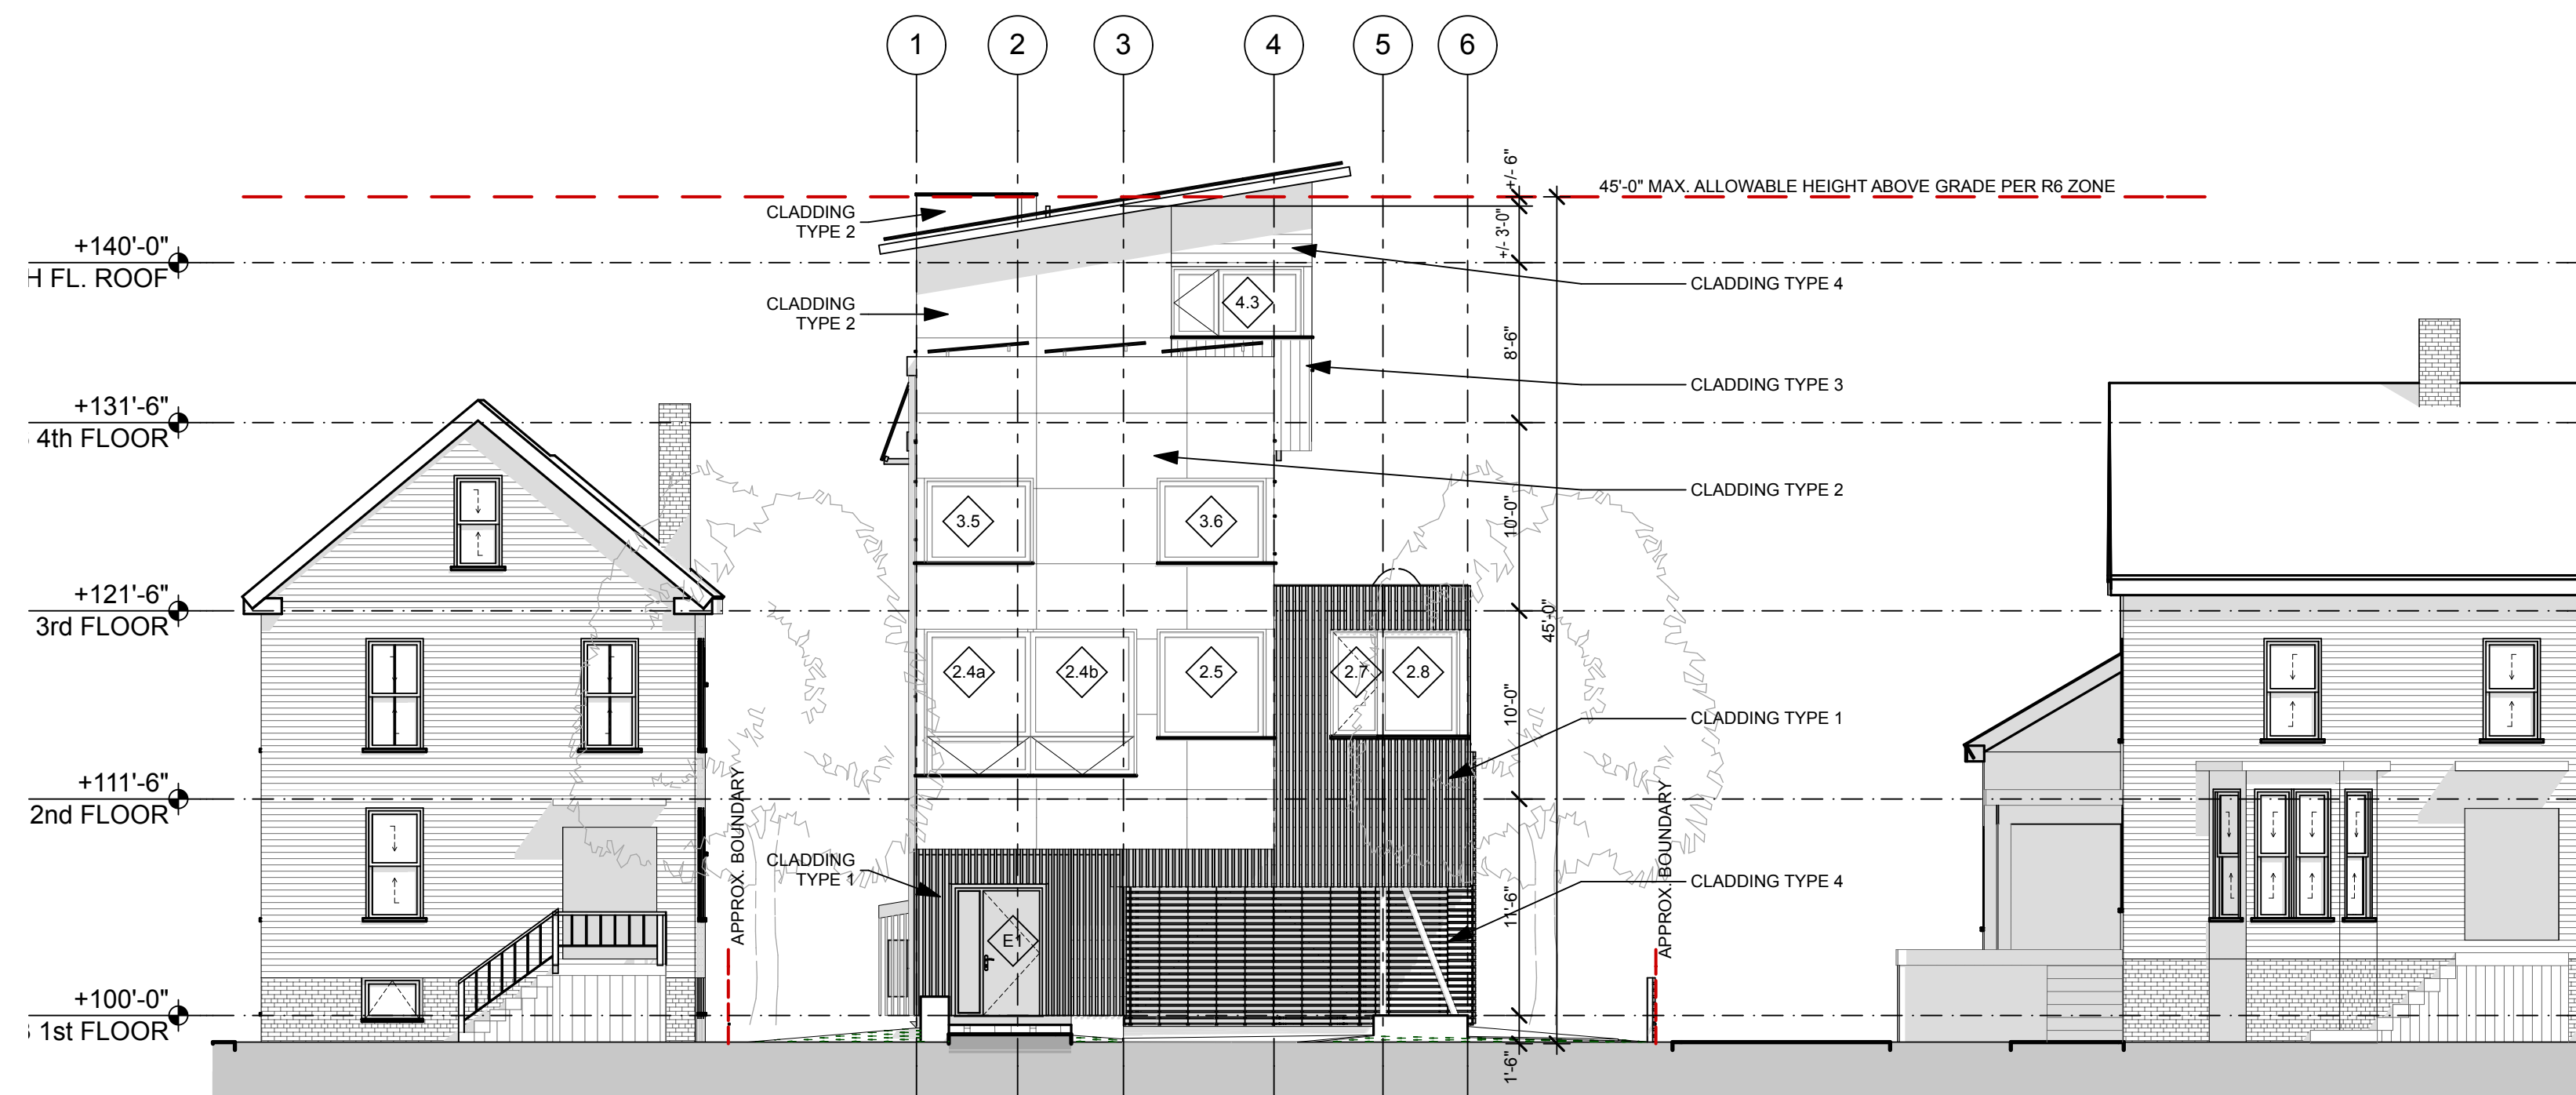 1 2 3 4 5 6
+/- 6"
45'-0" MAX. ALLOWABLE HEIGHT ABOVE GRADE PER R6 ZONE
CLADDING
TYPE 2
+/- 3'-0"
+140'-0"
H FL. ROOF
CLADDING TYPE 4
CLADDING
TYPE 2
4.3
8'-6"
CLADDING TYPE 3
+131'-6"
4th FLOOR
CLADDING TYPE 2
3.5
3.6
10'-0"
+121'-6"
3rd FLOOR
45'-0"
2.4a
2.4b
2.5
2.7
2.8
10'-0"
CLADDING TYPE 1
+111'-6"
2nd FLOOR
APPROX. BOUNDARY
APPROX. BOUNDARY
CLADDING
TYPE 1
CLADDING TYPE 4
11'-6"
E1
+100'-0"
1st FLOOR
1'-6"